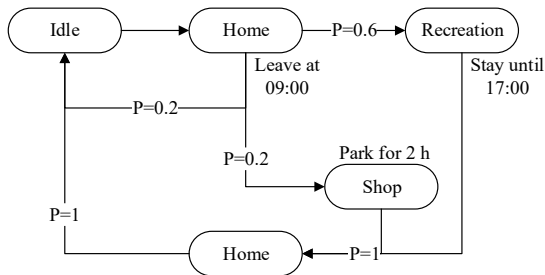 Idle
Home
P=0.6
Recreation
Leave at
09:00
Stay until
17:00
P=0.2
P=0.2
Park for 2 h
Shop
P=1
Home
P=1